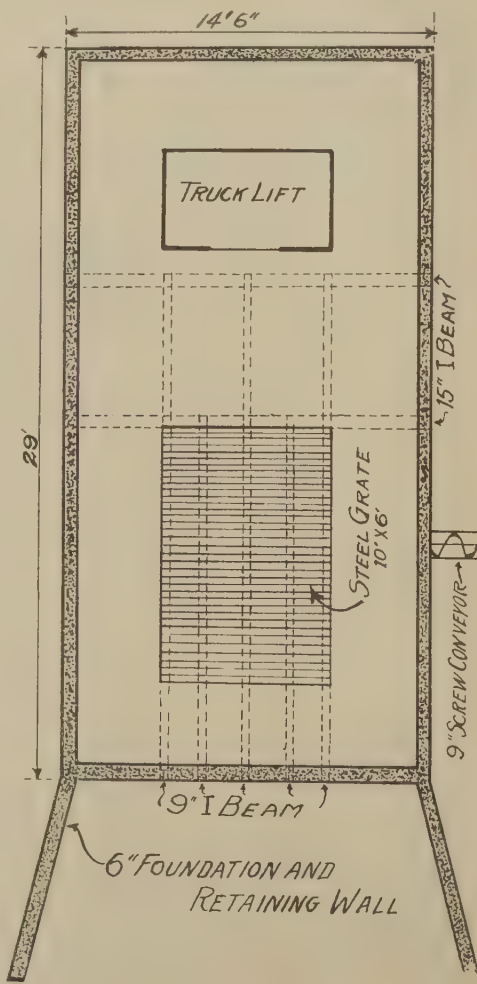 14'6"
TRUCK LIFT
15" I BEAM
29'
STEEL GRATE
10' X 6'
9" SCREW CONVEYOR
9" I BEAM
6" FOUNDATION AND
RETAINING WALL